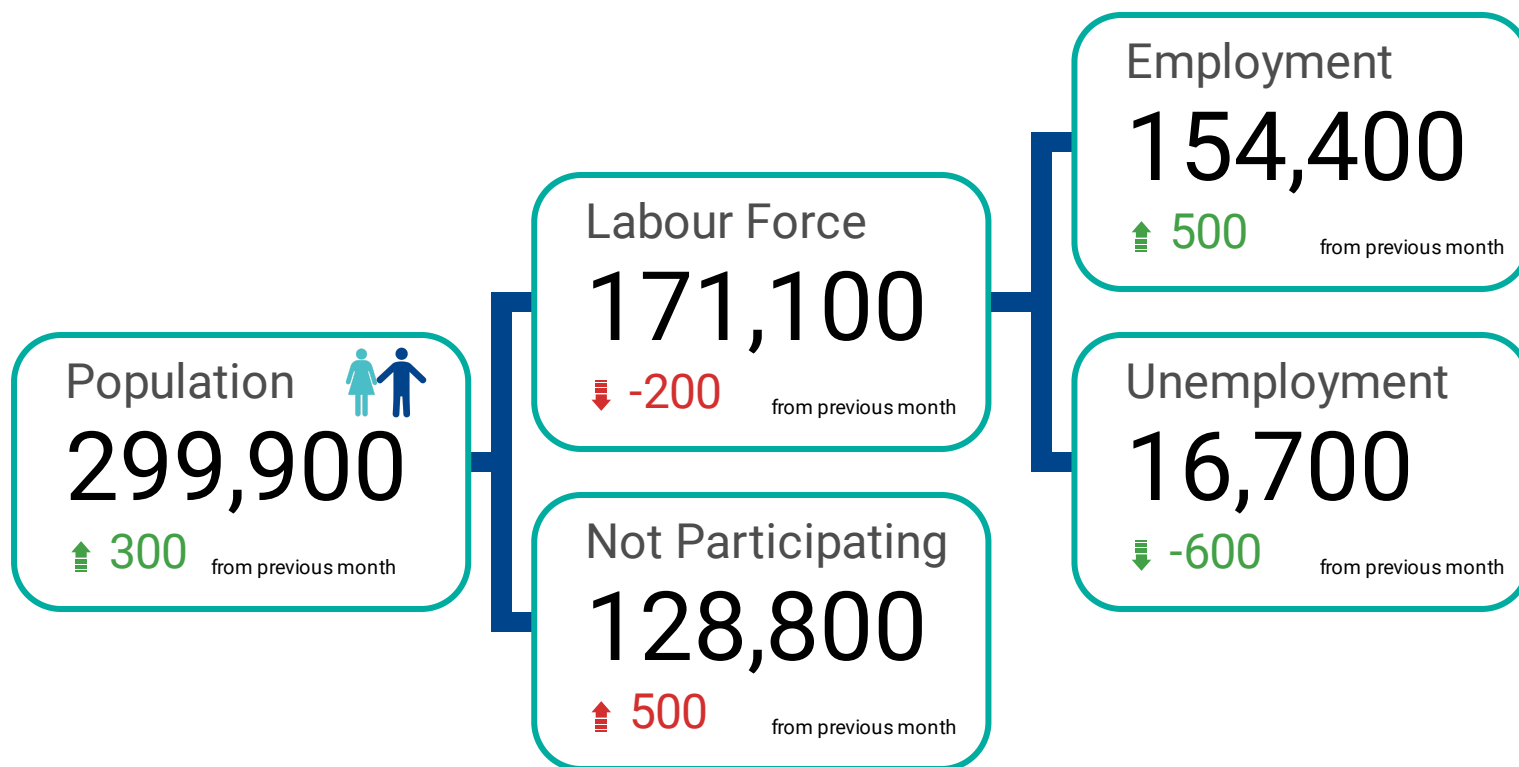 Population
299,900
300 from previous month
Labour Force
171,100
-200 from previous month
Not Participating
128,800
500 from previous month
Employment
154,400
500 from previous month
Unemployment
16,700
-600 from previous month